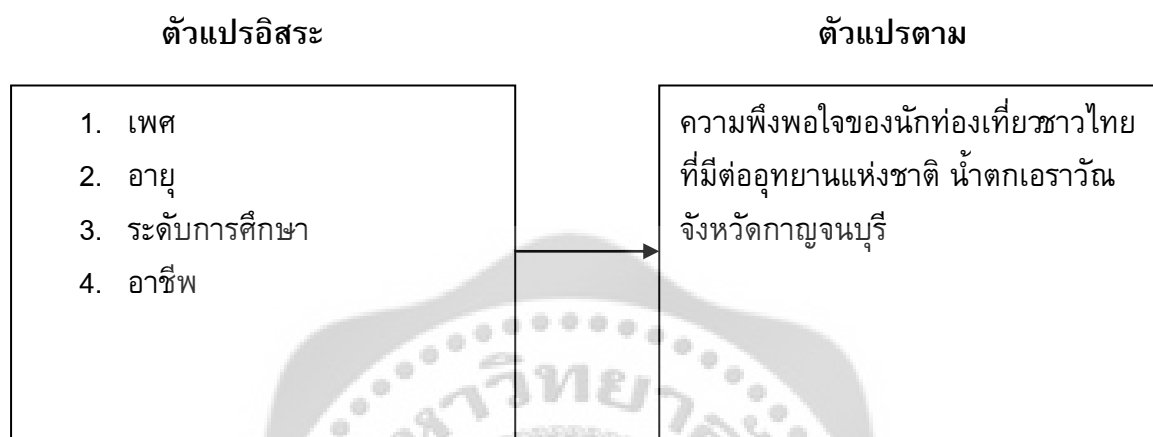 ตัวแปรอิสระ
ตัวแปรตาม
1. เพศ
2. อายุ
3. ระดับการศึกษา
4. อาชีพ
ความพึงพอใจของนักท่องเที่ยวชาวไทย
ที่มีต่ออุทยานแห่งชาติ น้ำตกเอราวัณ
จังหวัดกาญจนบุรี